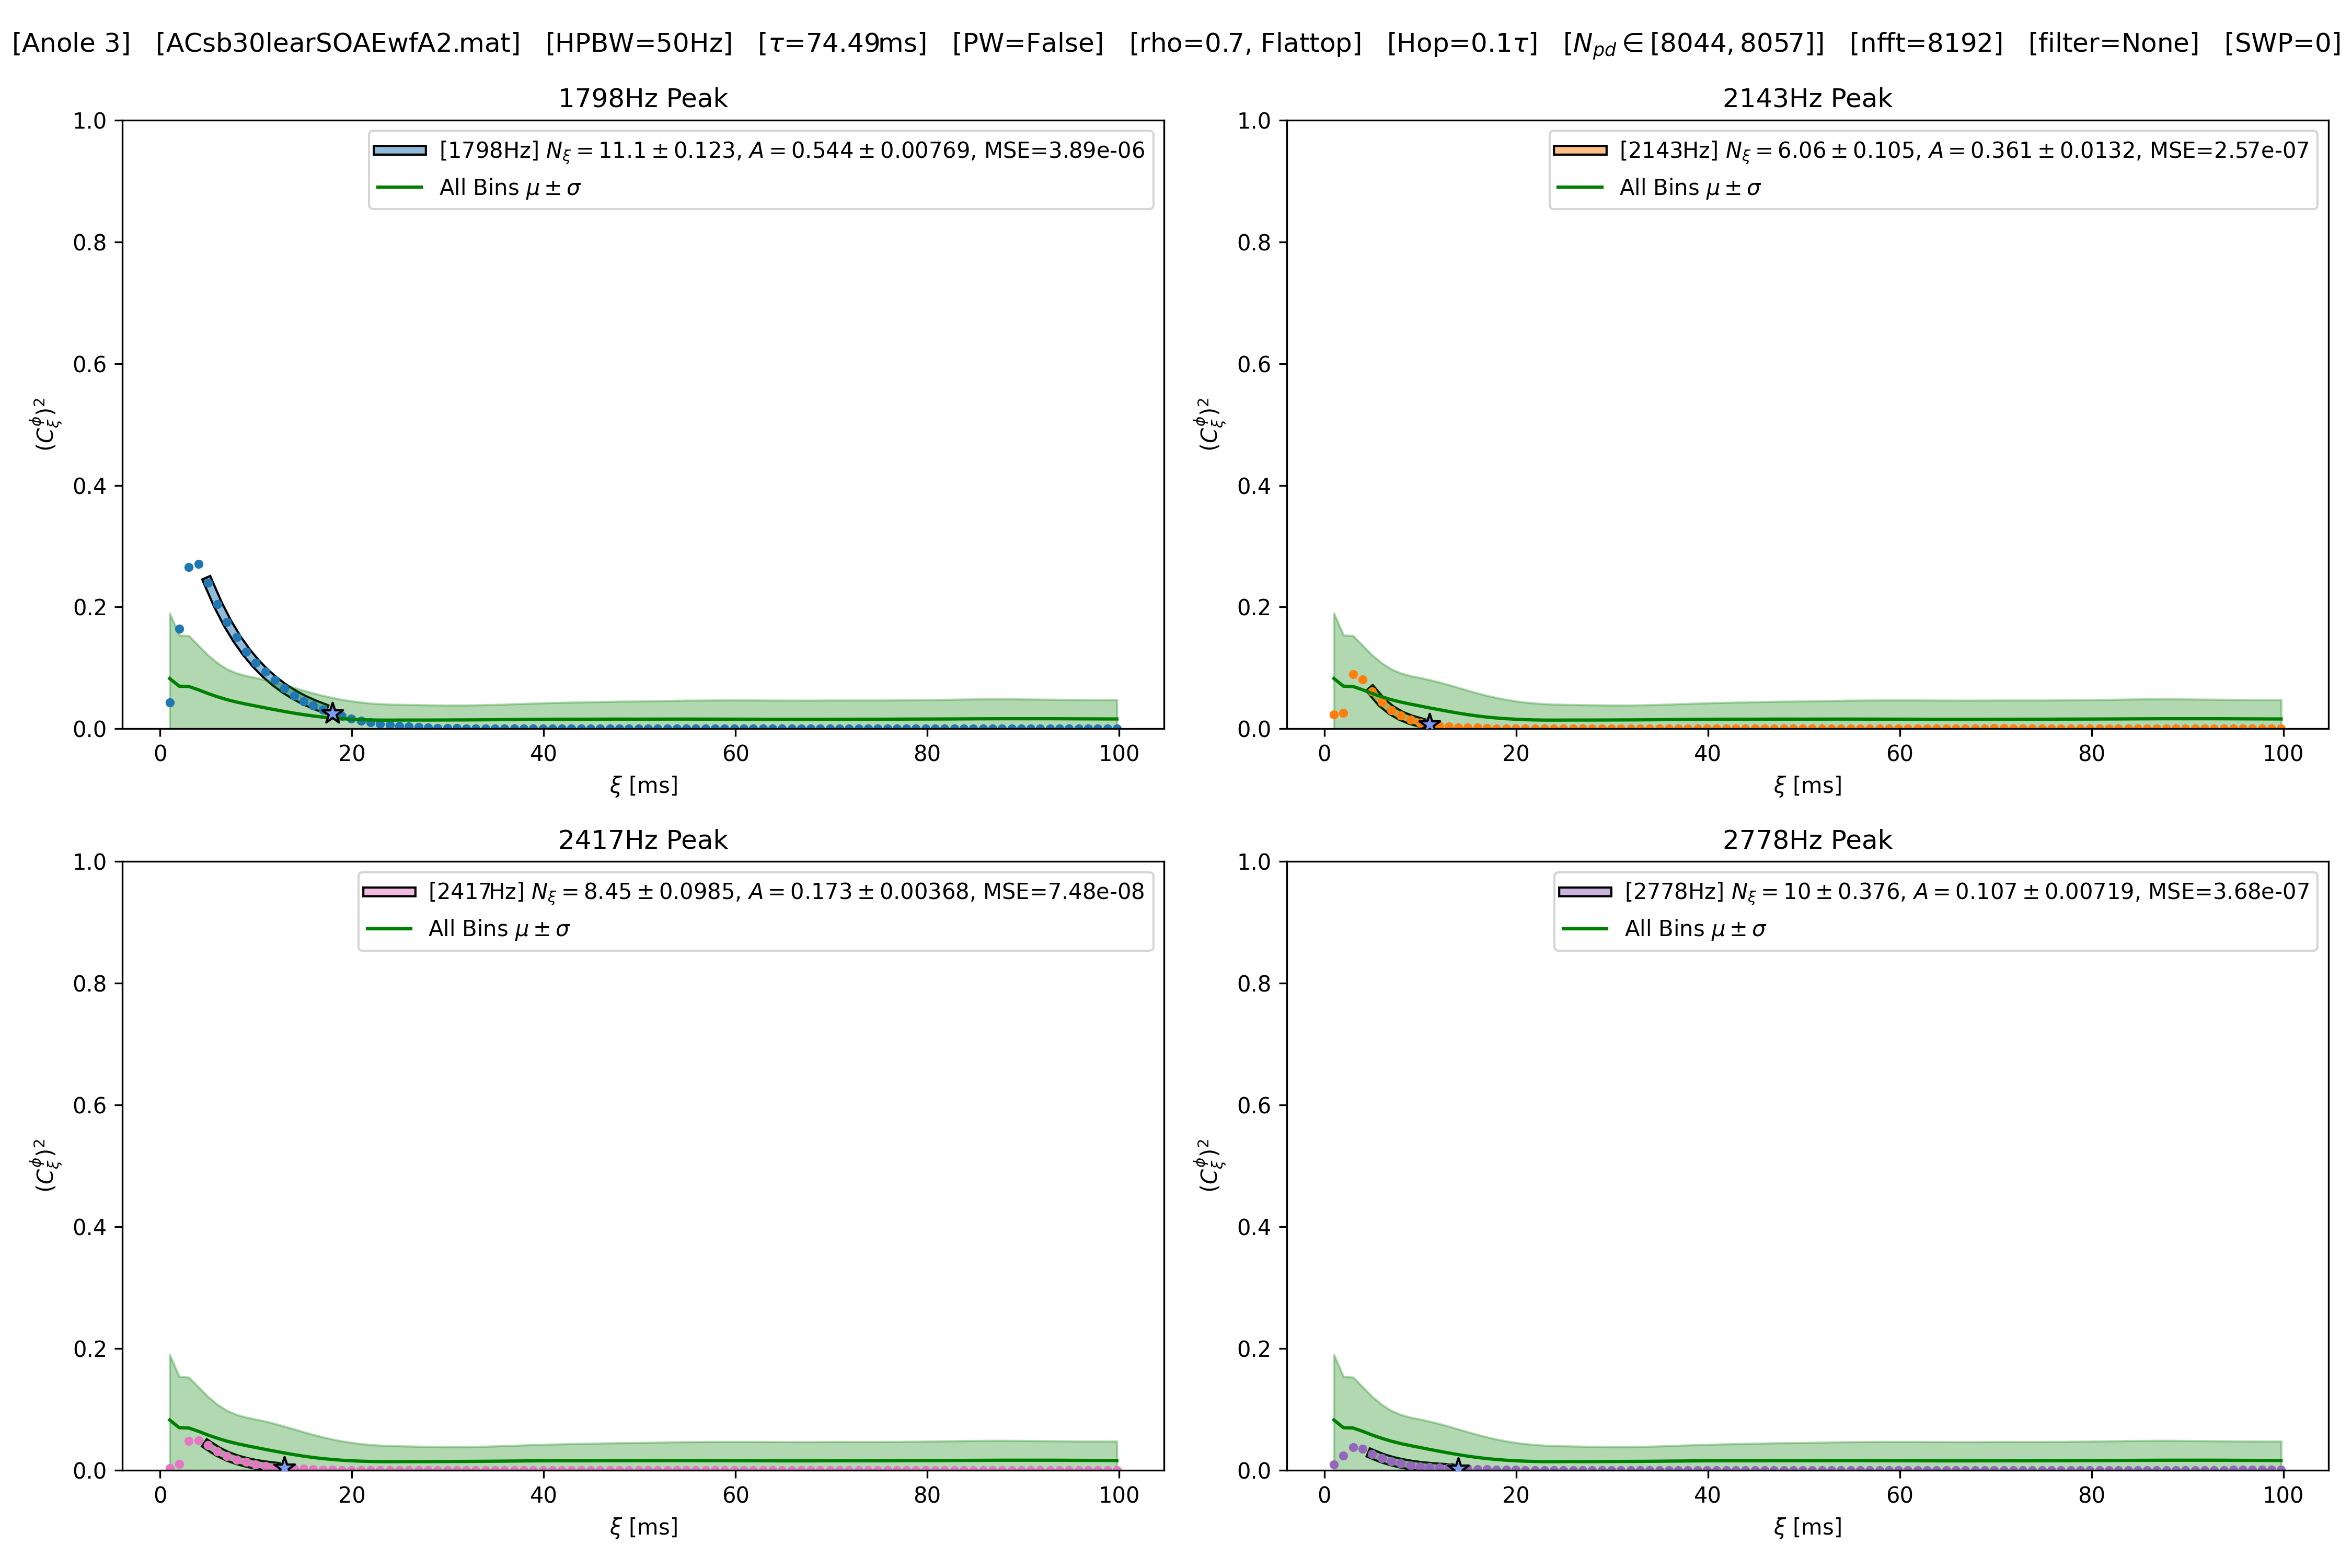 [Anole 3] [ACsb30learSOAEwfA2.mat] [HPBW=50Hz] [τ=74.49ms] [PW=False] [rho=0.7, Flattop] [Hop=0.1τ] [N_pd ∈ [8044, 8057]] [nfft=8192] [filter=None] [SWP=0]
1798Hz Peak
[1798Hz] N_ξ = 11.1 ± 0.123, A = 0.544 ± 0.00769, MSE=3.89e-06
All Bins μ ± σ
1.0
0.8
0.6
0.4
0.2
0.0
(C_ξ^ϕ)²
0 20 40 60 80 100
ξ [ms]
2143Hz Peak
[2143Hz] N_ξ = 6.06 ± 0.105, A = 0.361 ± 0.0132, MSE=2.57e-07
All Bins μ ± σ
1.0
0.8
0.6
0.4
0.2
0.0
(C_ξ^ϕ)²
0 20 40 60 80 100
ξ [ms]
2417Hz Peak
[2417Hz] N_ξ = 8.45 ± 0.0985, A = 0.173 ± 0.00368, MSE=7.48e-08
All Bins μ ± σ
1.0
0.8
0.6
0.4
0.2
0.0
(C_ξ^ϕ)²
0 20 40 60 80 100
ξ [ms]
2778Hz Peak
[2778Hz] N_ξ = 10 ± 0.376, A = 0.107 ± 0.00719, MSE=3.68e-07
All Bins μ ± σ
1.0
0.8
0.6
0.4
0.2
0.0
(C_ξ^ϕ)²
0 20 40 60 80 100
ξ [ms]